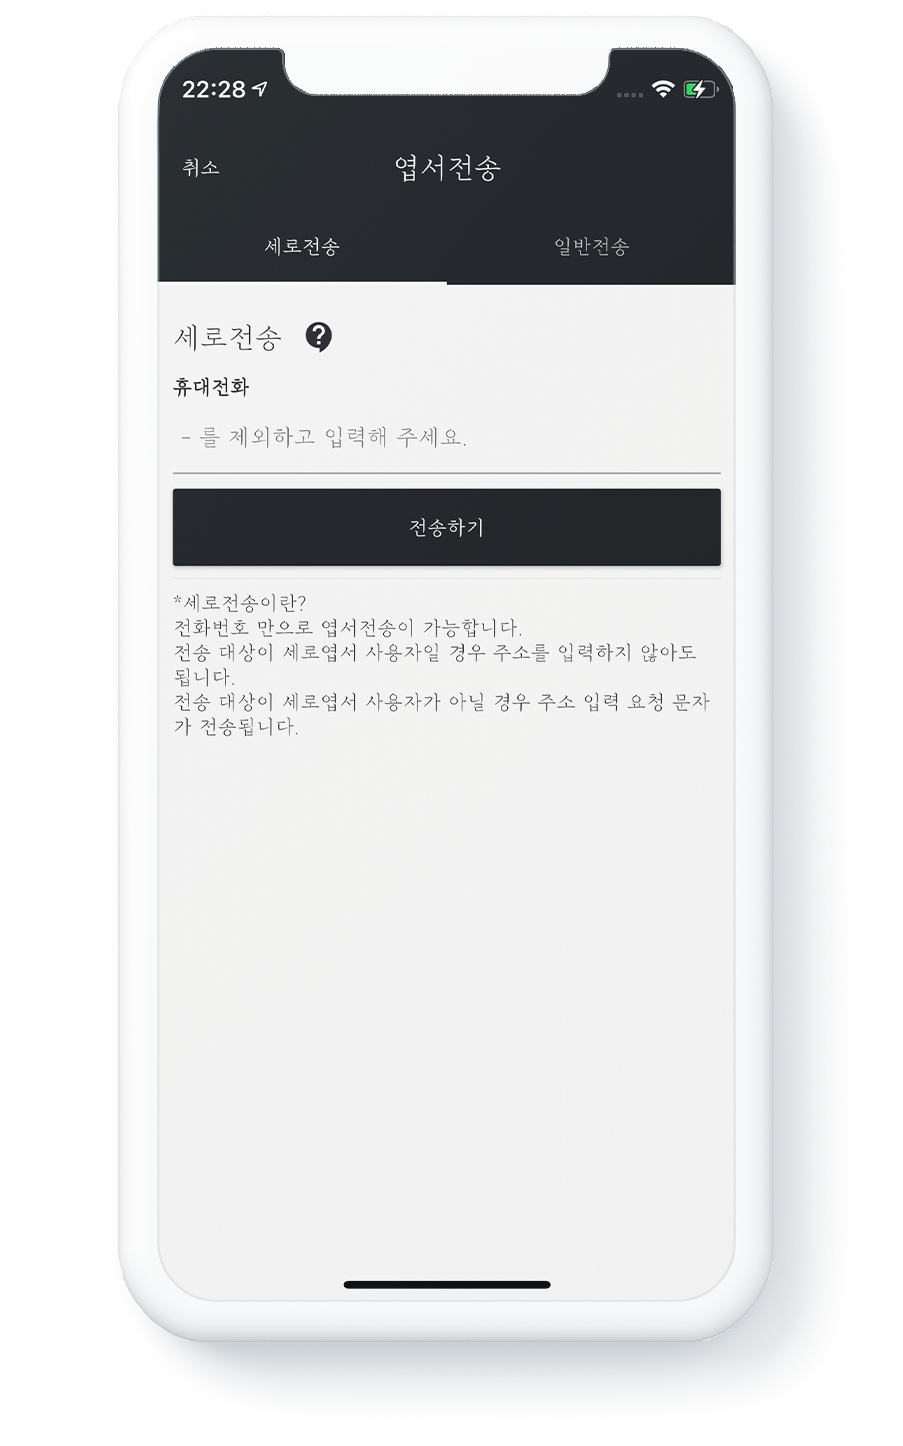 22:28
취소
엽서전송
세로전송
일반전송
세로전송
휴대전화
- 를 제외하고 입력해 주세요.
전송하기
*세로전송이란?
전화번호 만으로 엽서전송이 가능합니다.
전송 대상이 세로엽서 사용자일 경우 주소를 입력하지 않아도
됩니다.
전송 대상이 세로엽서 사용자가 아닐 경우 주소 입력 요청 문자
가 전송됩니다.